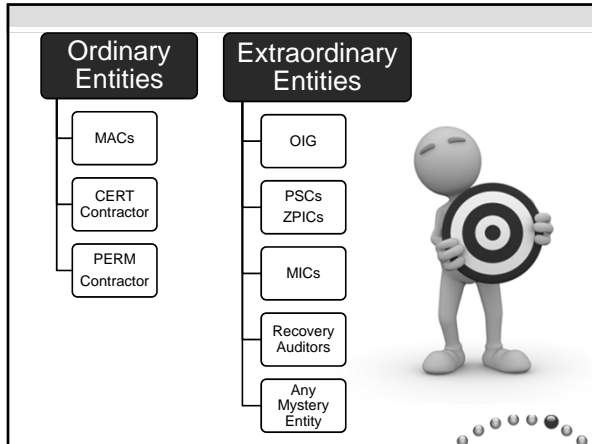 Ordinary
Entities
MACs
CERT
Contractor
PERM
Contractor
Extraordinary
Entities
OIG
PSCs
ZPICs
MICs
Recovery
Auditors
Any
Mystery
Entity